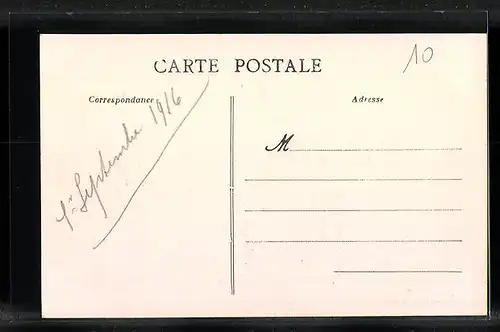 10
CARTE POSTALE
Correspondance
Adresse
1er Septembre 1916
M